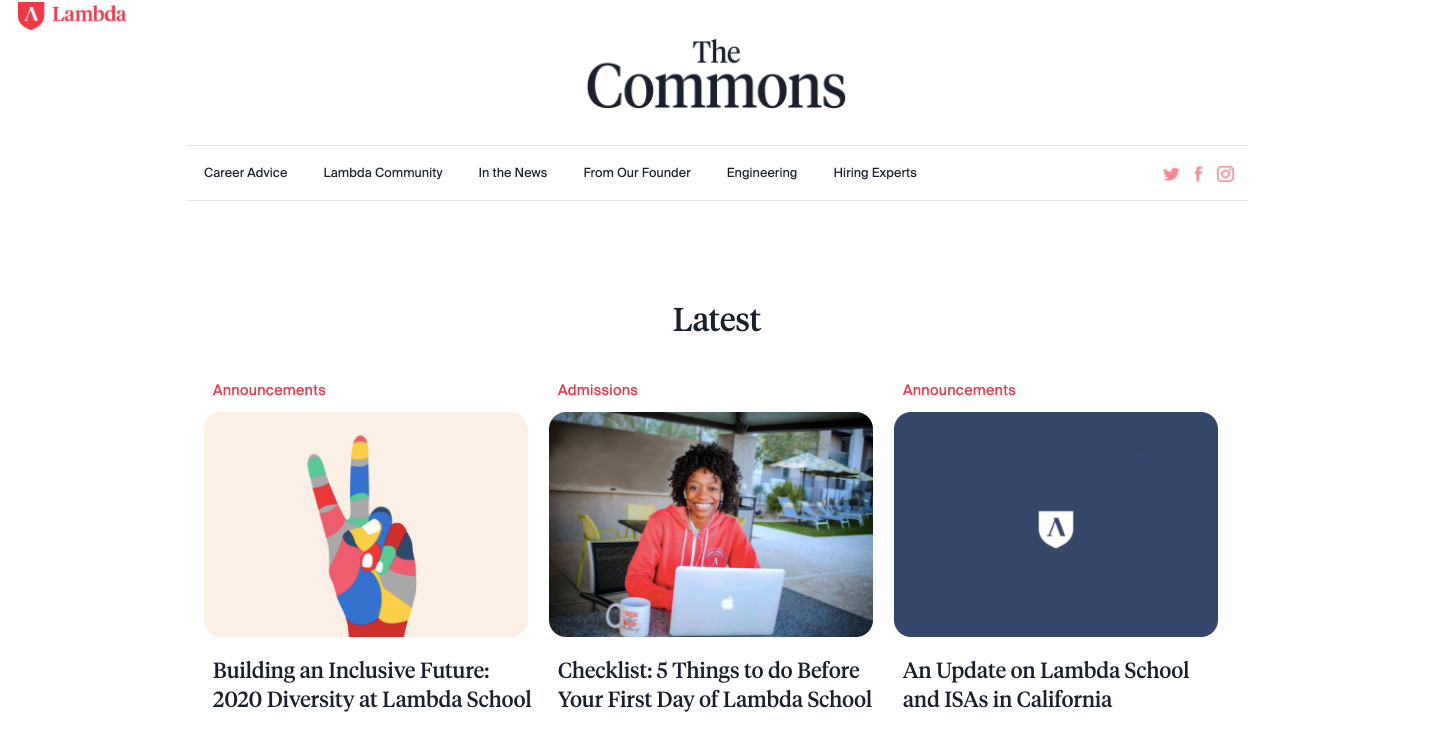 Lambda
The
Commons
Career Advice
Lambda Community
In the News
From Our Founder
Engineering
Hiring Experts
Latest
Announcements
Admissions
Announcements
Building an Inclusive Future:
2020 Diversity at Lambda School
Checklist: 5 Things to do Before
Your First Day of Lambda School
An Update on Lambda School
and ISAs in California